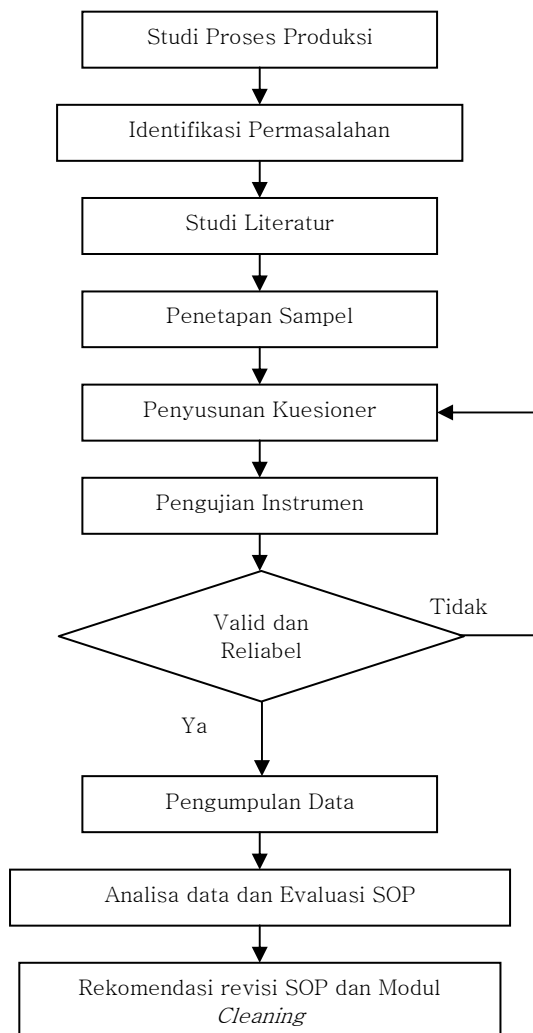 Studi Proses Produksi
Identifikasi Permasalahan
Studi Literatur
Penetapan Sampel
Penyusunan Kuesioner
Pengujian Instrumen
Valid dan
Reliabel
Tidak
Ya
Pengumpulan Data
Analisa data dan Evaluasi SOP
Rekomendasi revisi SOP dan Modul
Cleaning